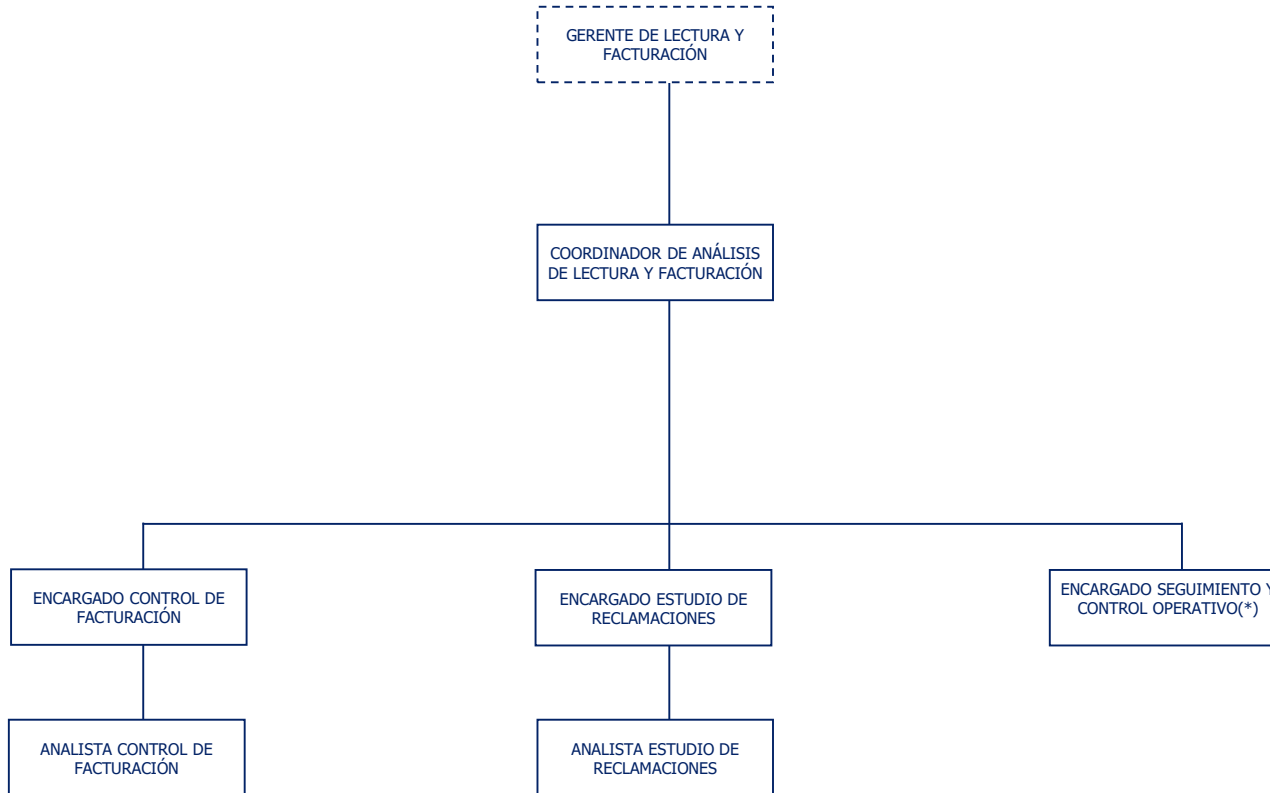 GERENTE DE LECTURA Y
FACTURACIÓN
COORDINADOR DE ANÁLISIS
DE LECTURA Y FACTURACIÓN
ENCARGADO CONTROL DE
FACTURACIÓN
ENCARGADO ESTUDIO DE
RECLAMACIONES
ENCARGADO SEGUIMIENTO Y
CONTROL OPERATIVO(*)
ANALISTA CONTROL DE
FACTURACIÓN
ANALISTA ESTUDIO DE
RECLAMACIONES